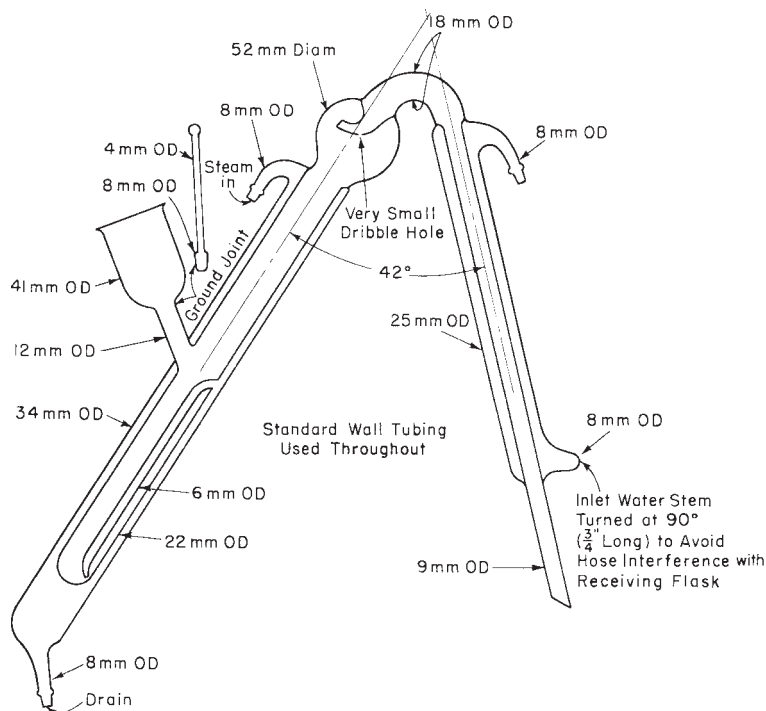 18 mm OD
52 mm Diam
8 mm OD
8 mm OD
4 mm OD
Steam
in
8 mm OD
Very Small
Dribble Hole
Ground Joint
42°
41 mm OD
25 mm OD
12 mm OD
34 mm OD
Standard Wall Tubing
Used Throughout
8 mm OD
6 mm OD
22 mm OD
Inlet Water Stem
Turned at 90°
(3/4" Long) to Avoid
Hose Interference with
Receiving Flask
9 mm OD
8 mm OD
Drain